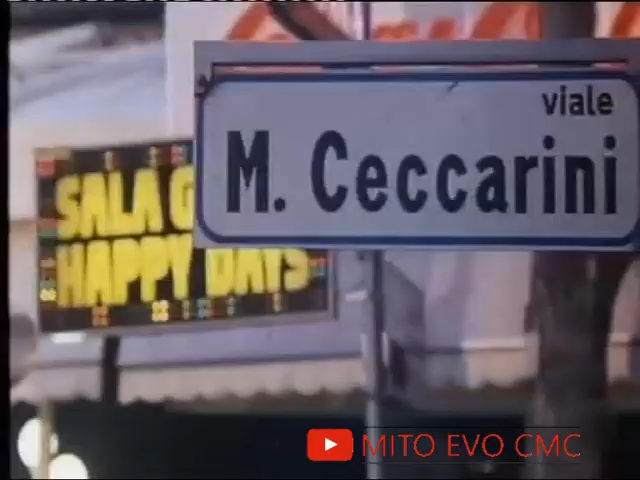 viale
M. Ceccarini
SALA G
HAPPY DAYS
MITO EVO CMC